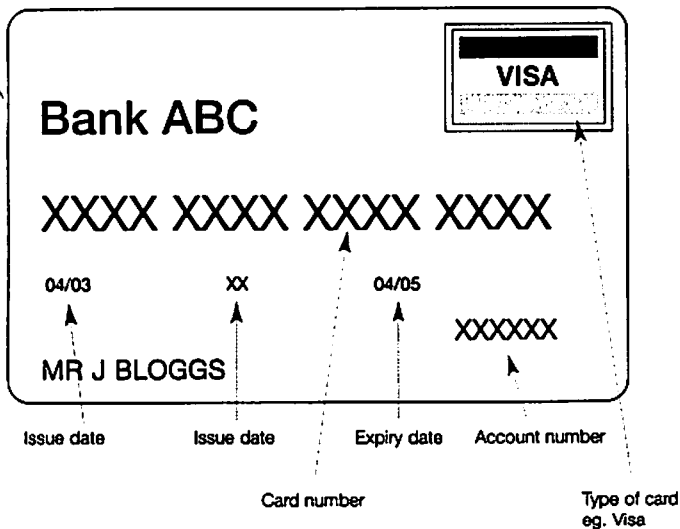 VISA
Bank ABC
XXXX XXXX XXXX XXXX
04/03 XX 04/05
XXXXXX
MR J BLOGGS
Issue date Issue date Expiry date Account number
Card number Type of card
eg. Visa